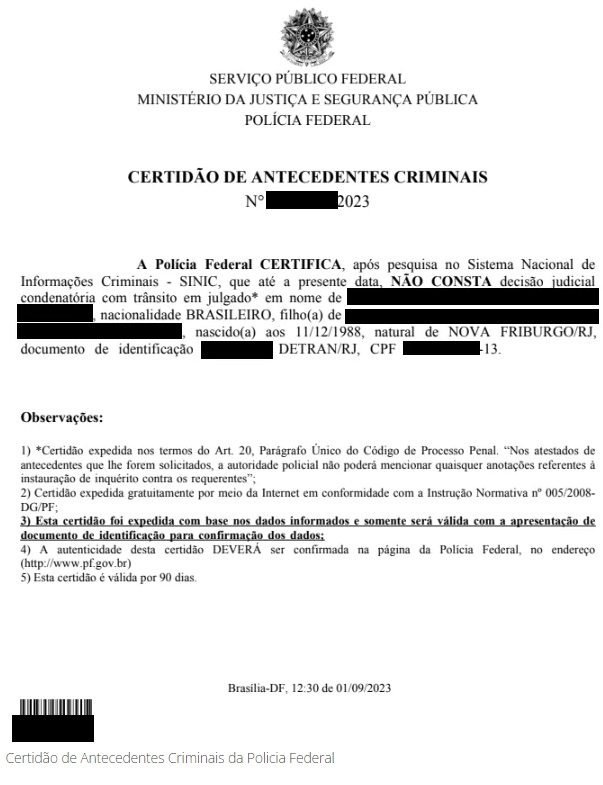 SERVIÇO PÚBLICO FEDERAL
MINISTÉRIO DA JUSTIÇA E SEGURANÇA PÚBLICA
POLÍCIA FEDERAL
CERTIDÃO DE ANTECEDENTES CRIMINAIS
N° 2023
A Polícia Federal CERTIFICA, após pesquisa no Sistema Nacional de
Informações Criminais - SINIC, que até a presente data, NÃO CONSTA decisão judicial
condenatória com trânsito em julgado* em nome de
, nacionalidade BRASILEIRO, filho(a) de
, nascido(a) aos 11/12/1988, natural de NOVA FRIBURGO/RJ,
documento de identificação DETRAN/RJ, CPF -13.
Observações:
1) *Certidão expedida nos termos do Art. 20, Parágrafo Único do Código de Processo Penal. “Nos atestados de
antecedentes que lhe forem solicitados, a autoridade policial não poderá mencionar quaisquer anotações referentes à
instauração de inquérito contra os requerentes”;
2) Certidão expedida gratuitamente por meio da Internet em conformidade com a Instrução Normativa nº 005/2008-
DG/PF;
3) Esta certidão foi expedida com base nos dados informados e somente será válida com a apresentação de
documento de identificação para confirmação dos dados;
4) A autenticidade desta certidão DEVERÁ ser confirmada na página da Polícia Federal, no endereço
(http://www.pf.gov.br)
5) Esta certidão é válida por 90 dias.
Brasília-DF, 12:30 de 01/09/2023
Certidão de Antecedentes Criminais da Policia Federal